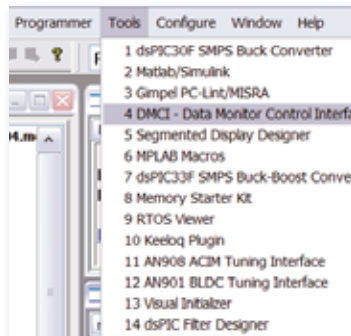 Programmer Tools Configure Window Help
1 dsPIC30F SMPS Buck Converter
2 Matlab/Simulink
3 Gimpel PC-Lint/MISRA
4 DMCI - Data Monitor Control Interfa
5 Segmented Display Designer
6 MPLAB Macros
7 dsPIC33F SMPS Buck-Boost Conve
8 Memory Starter Kit
9 RTOS Viewer
10 Keeloq Plugin
11 AN908 ACIM Tuning Interface
12 AN901 BLDC Tuning Interface
13 Visual Initializer
14 dsPIC Filter Designer